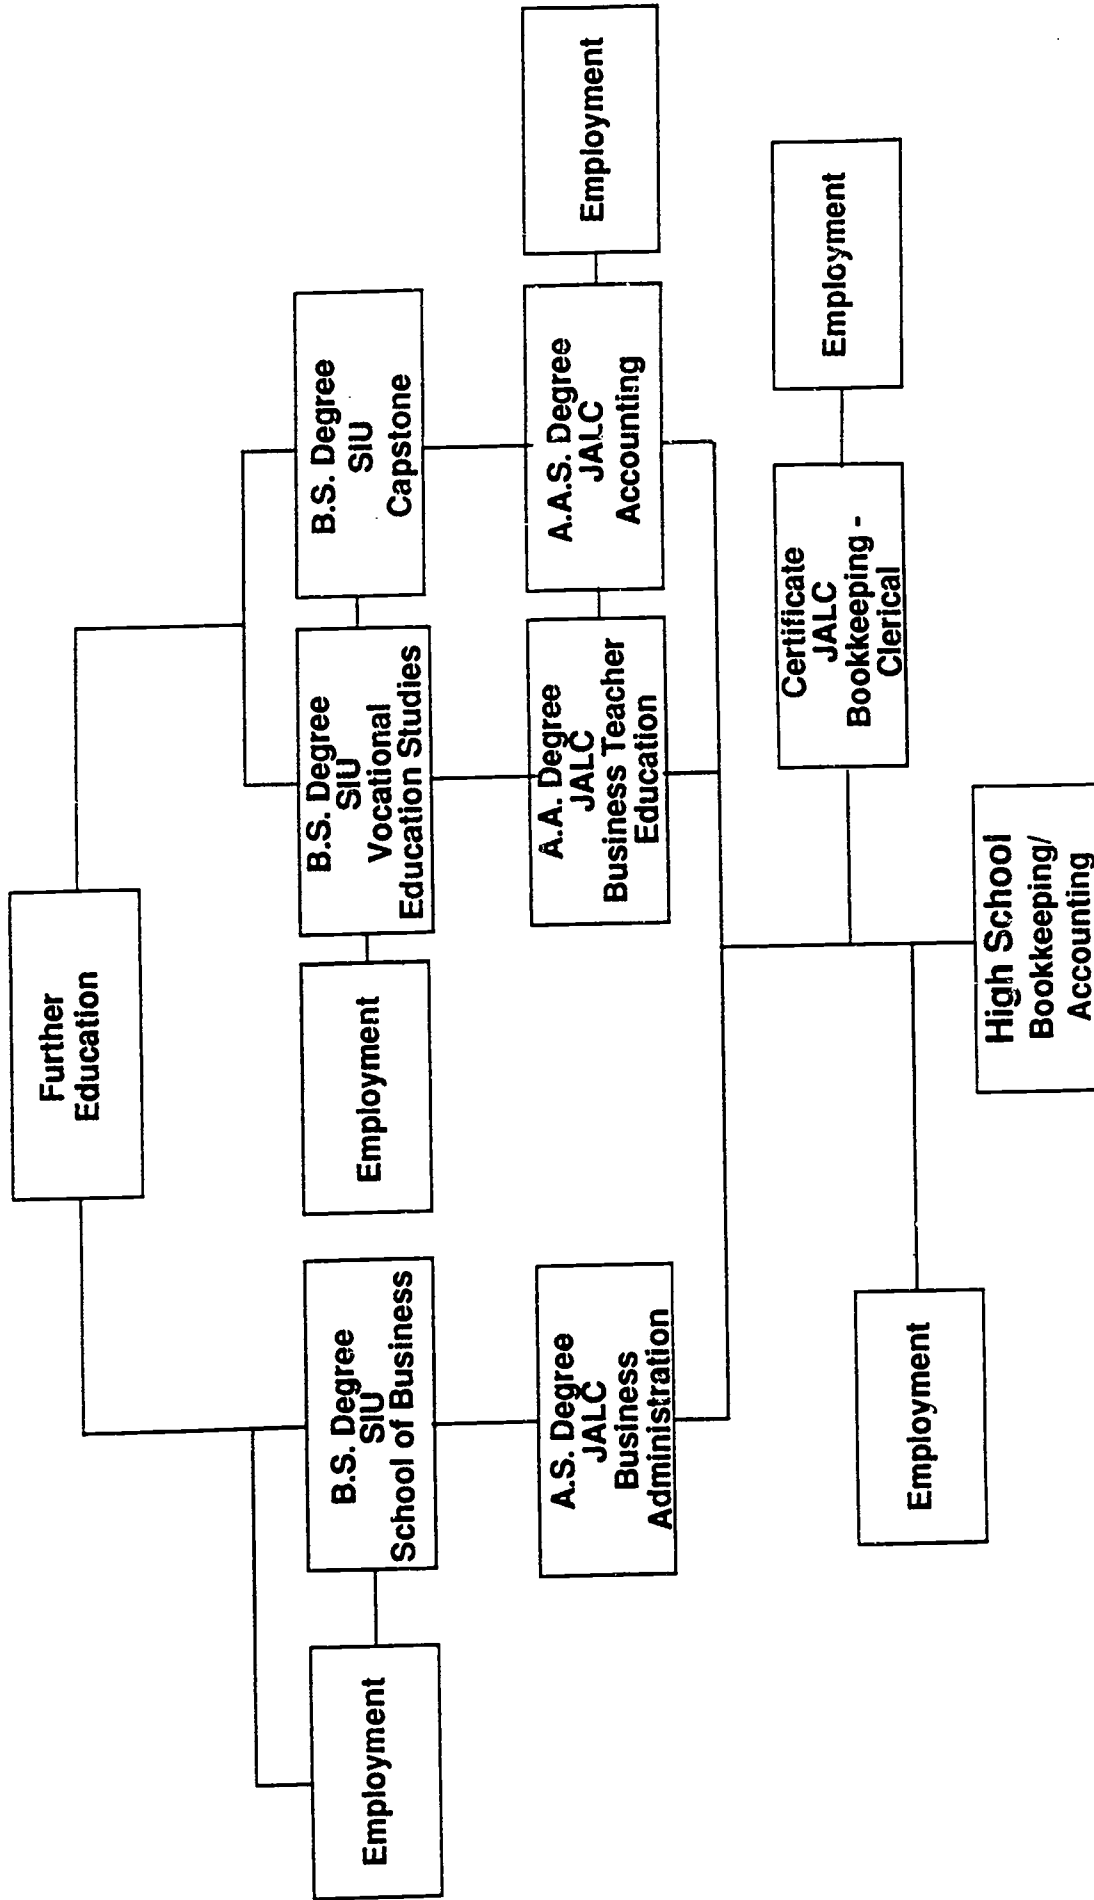 Further
Education
Employment
B.S. Degree
SIU
School of Business
Employment
B.S. Degree
SIU
Vocational
Education Studies
B.S. Degree
SIU
Capstone
A.S. Degree
JALC
Business
Administration
A.A. Degree
JALC
Business Teacher
Education
A.A.S. Degree
JALC
Accounting
Employment
Employment
Certificate
JALC
Bookkeeping -
Clerical
Employment
High School
Bookkeeping/
Accounting